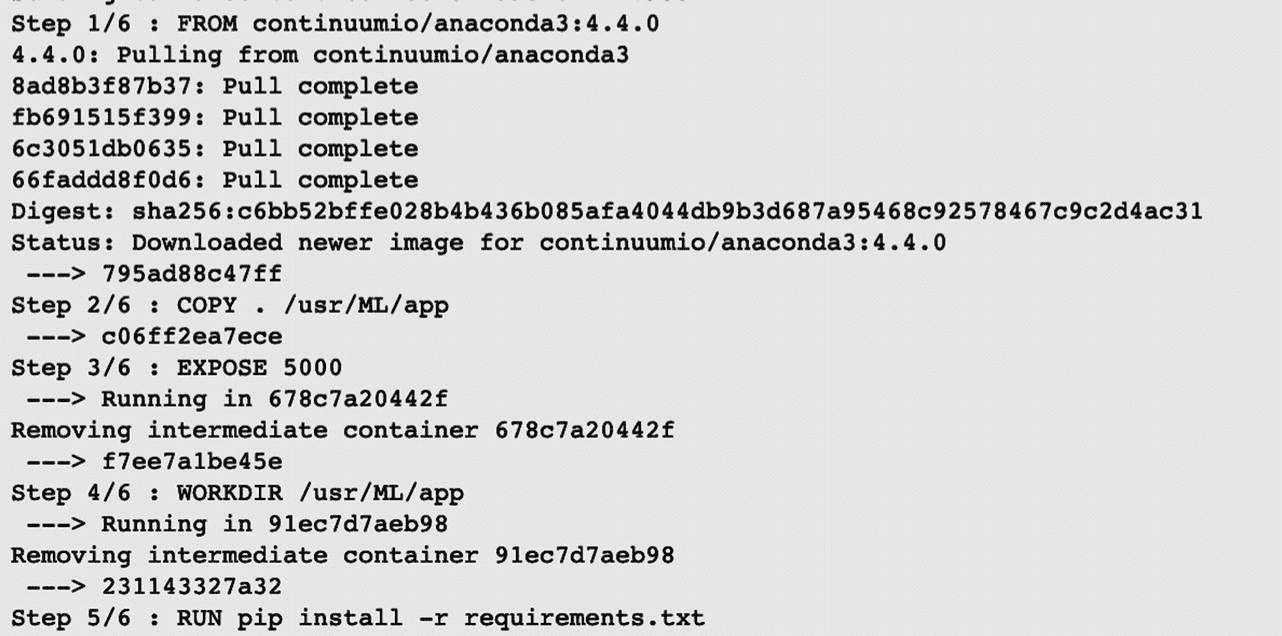 Step 1/6 : FROM continuumio/anaconda3:4.4.0
4.4.0: Pulling from continuumio/anaconda3
8ad8b3f87b37: Pull complete
fb691515f399: Pull complete
6c3051db0635: Pull complete
66faddd8f0d6: Pull complete
Digest: sha256:c6bb52bffe028b4b436b085afa4044db9b3d687a95468c92578467c9c2d4ac31
Status: Downloaded newer image for continuumio/anaconda3:4.4.0
 ---> 795ad88c47ff
Step 2/6 : COPY . /usr/ML/app
 ---> c06ff2ea7ece
Step 3/6 : EXPOSE 5000
 ---> Running in 678c7a20442f
Removing intermediate container 678c7a20442f
 ---> f7ee7a1be45e
Step 4/6 : WORKDIR /usr/ML/app
 ---> Running in 91ec7d7aeb98
Removing intermediate container 91ec7d7aeb98
 ---> 231143327a32
Step 5/6 : RUN pip install -r requirements.txt